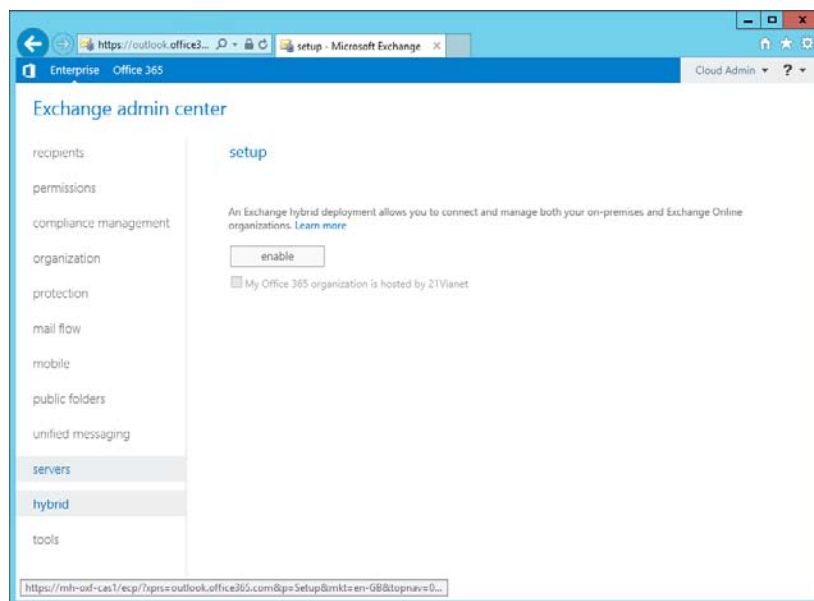 https://outlook.office3...
setup - Microsoft Exchange
Enterprise Office 365
Cloud Admin ?
Exchange admin center
recipients
permissions
compliance management
organization
protection
mail flow
mobile
public folders
unified messaging
servers
hybrid
tools
setup
An Exchange hybrid deployment allows you to connect and manage both your on-premises and Exchange Online
organizations. Learn more
enable
My Office 365 organization is hosted by 21Vianet
https://mh-oxf-cas1/ecp/?xprs=outlook.office365.com&p=Setup&mkt=en-GB&topnav=0...